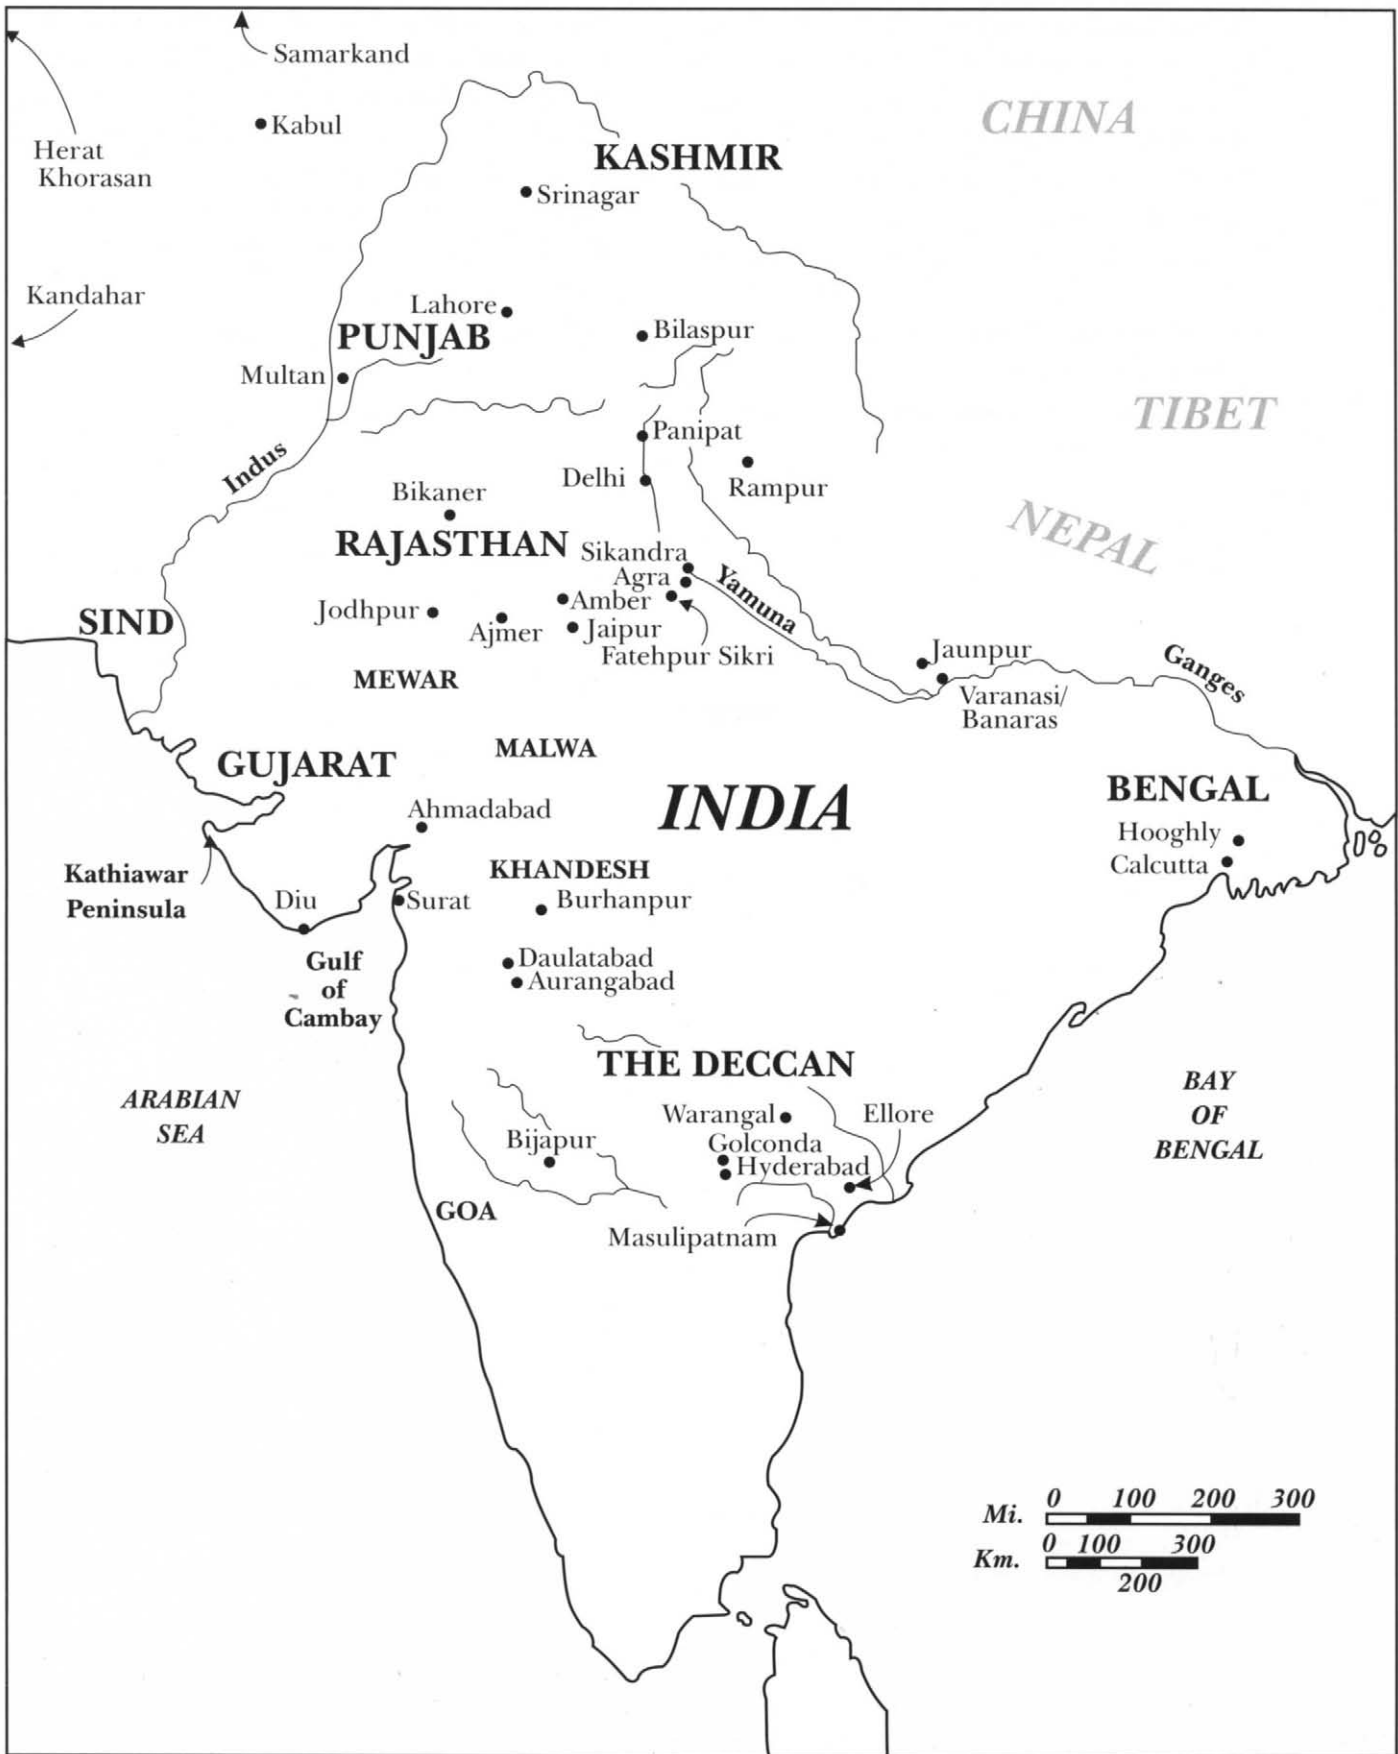 Samarkand
Kabul
CHINA
Herat
Khorasan
KASHMIR
Srinagar
Kandahar
Lahore
PUNJAB
Bilaspur
Multan
TIBET
Panipat
Indus
Delhi
Rampur
Bikaner
NEPAL
RAJASTHAN
Sikandra
Agra
Yamuna
SIND
Jodhpur
Amber
Ajmer
Jaipur
Fatehpur Sikri
Jaunpur
Ganges
MEWAR
Varanasi/
Banaras
MALWA
GUJARAT
INDIA
BENGAL
Ahmadabad
Hooghly
Calcutta
Kathiawar
Peninsula
KHANDESH
Diu
Surat
Burhanpur
Daulatabad
Aurangabad
Gulf
of
Cambay
THE DECCAN
ARABIAN
SEA
BAY
OF
BENGAL
Warangal
Ellore
Golconda
Bijapur
Hyderabad
GOA
Masulipatnam
0 100 200 300
Mi.
0 100 300
Km.
200